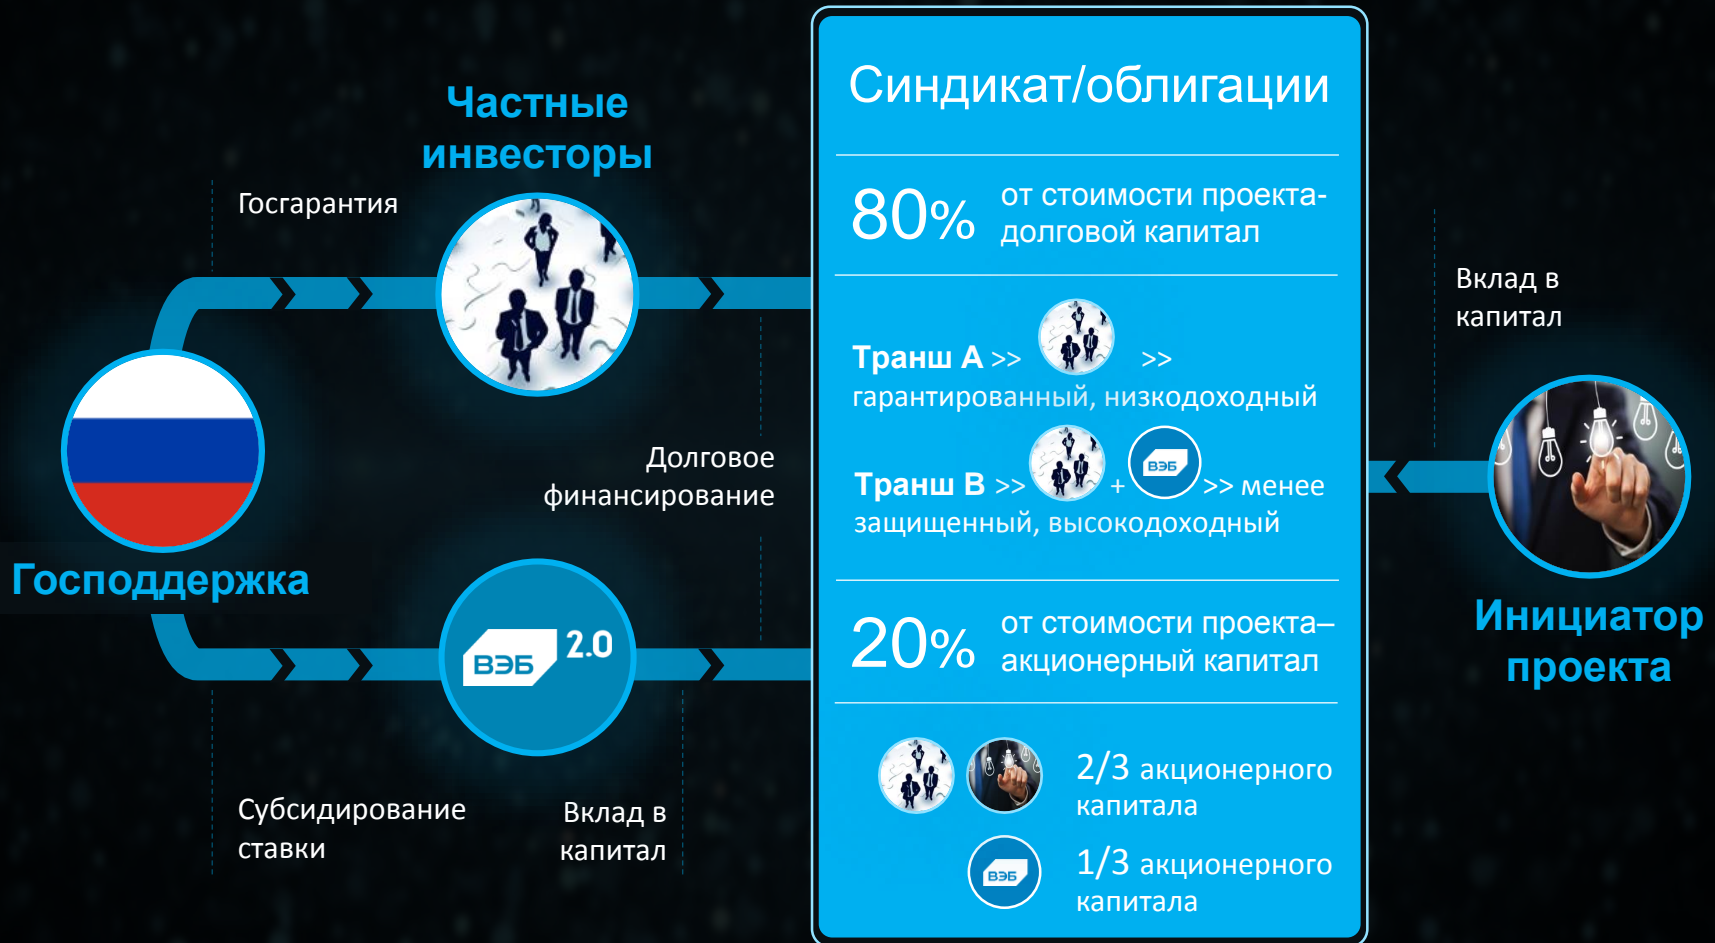 Частные
инвесторы
Госгарантия
Господдержка
Долговое
финансирование
ВЭБ 2.0
Субсидирование
ставки
Вклад в
капитал
Синдикат/облигации
80% от стоимости проекта-
долговой капитал
Транш А >> >>
гарантированный, низкодоходный
Транш В >> + ВЭБ >> менее
защищенный, высокодоходный
20% от стоимости проекта–
акционерный капитал
2/3 акционерного
капитала
ВЭБ 1/3 акционерного
капитала
Вклад в
капитал
Инициатор
проекта